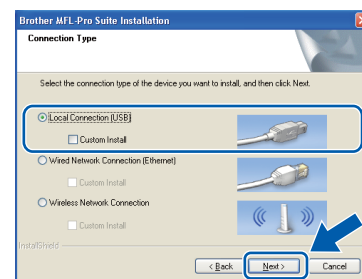 Brother MFL-Pro Suite Installation
Connection Type
Select the connection type of the device you want to install, and then click Next.
Local Connection (USB)
Custom Install
Wired Network Connection (Ethernet)
Custom Install
Wireless Network Connection
Custom Install
InstallShield
< Back
Next >
Cancel